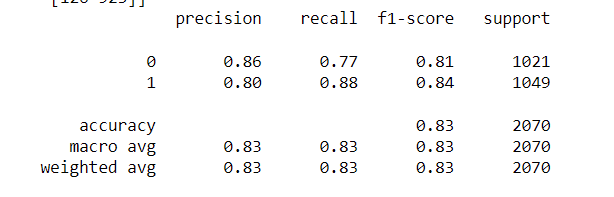 precision recall f1-score support
0 0.86 0.77 0.81 1021
1 0.80 0.88 0.84 1049
accuracy 0.83 2070
macro avg 0.83 0.83 0.83 2070
weighted avg 0.83 0.83 0.83 2070